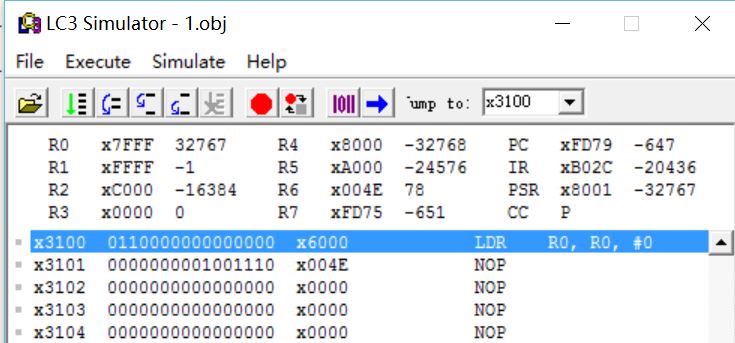 LC3 Simulator - 1.obj
File Execute Simulate Help
Jump to: x3100
R0 x7FFF 32767 R4 x8000 -32768 PC xFD79 -647
R1 xFFFF -1 R5 xA000 -24576 IR xB02C -20436
R2 xC000 -16384 R6 x004E 78 PSR x8001 -32767
R3 x0000 0 R7 xFD75 -651 CC P
x3100 0110000000000000 x6000 LDR R0, R0, #0
x3101 0000000001001110 x004E NOP
x3102 0000000000000000 x0000 NOP
x3103 0000000000000000 x0000 NOP
x3104 0000000000000000 x0000 NOP